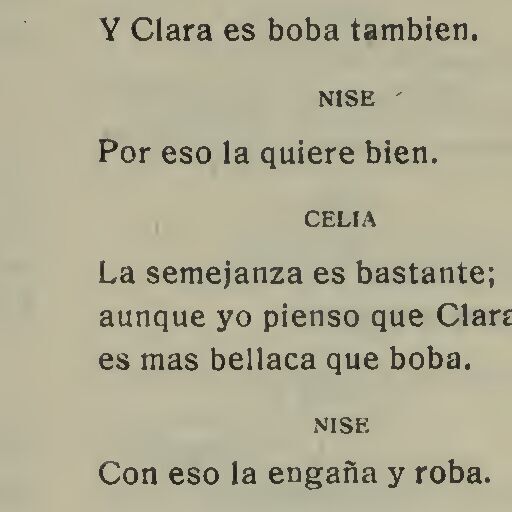 Y Clara es boba tambien.
NISE
Por eso la quiere bien.
CELIA
La semejanza es bastante;
aunque yo pienso que Clara
es mas bellaca que boba.
NISE
Con eso la engaña y roba.